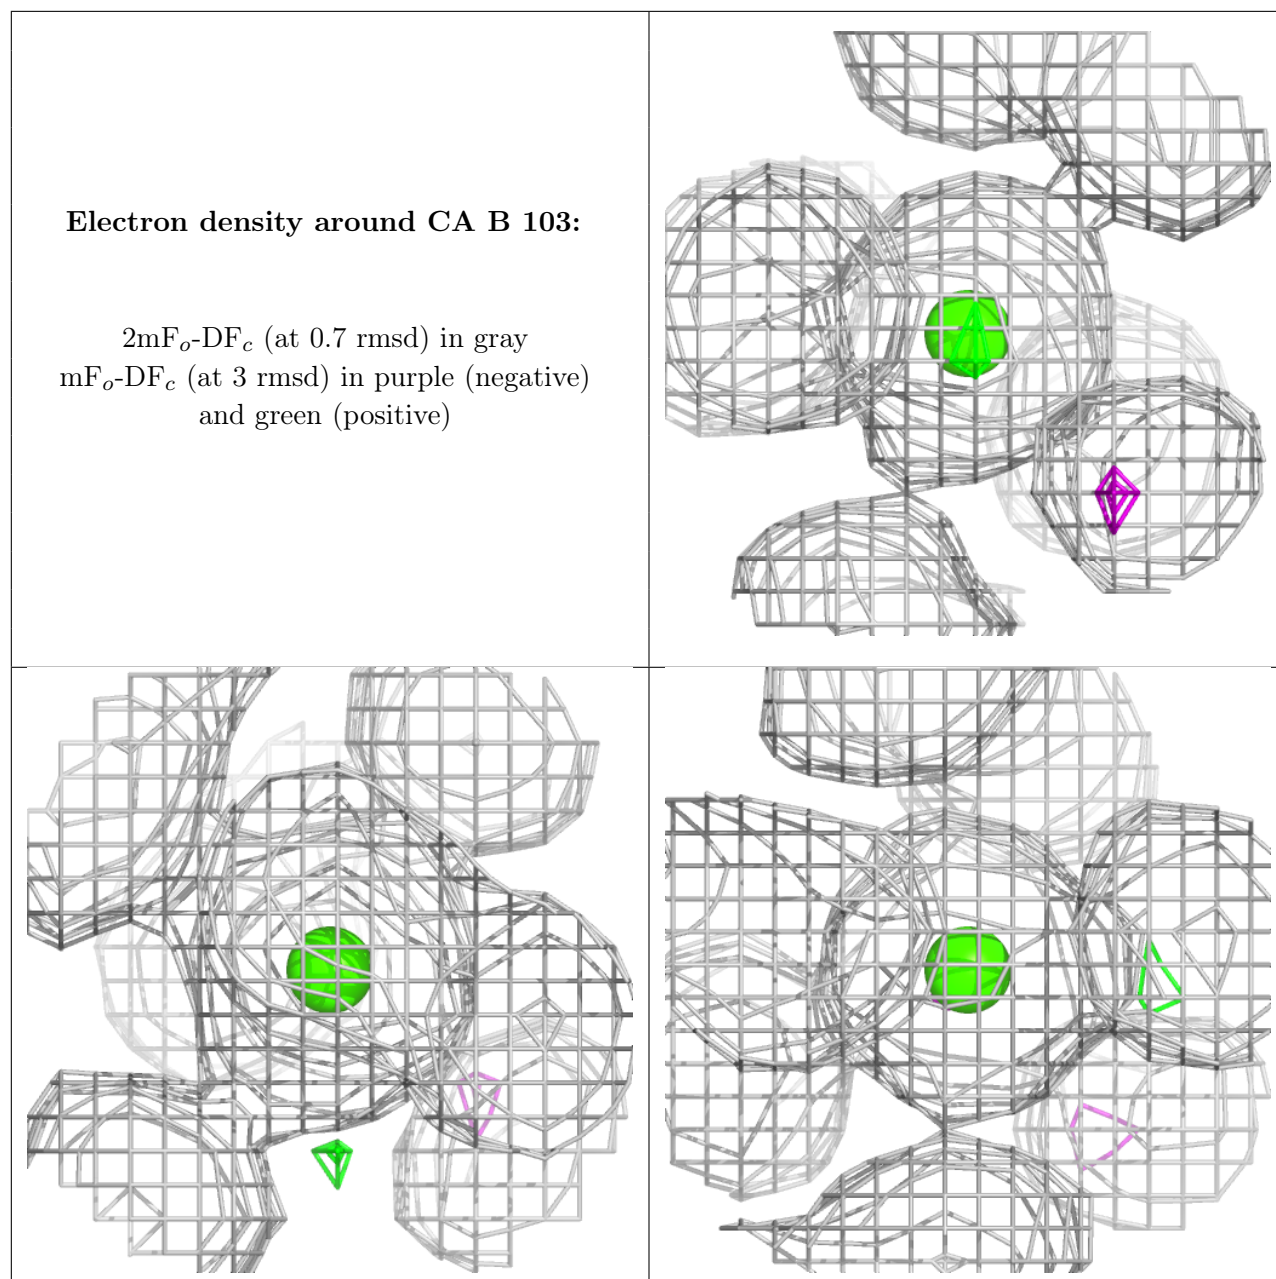 Electron density around CA B 103:
2mFₒ-DF𝒸 (at 0.7 rmsd) in gray
mFₒ-DF𝒸 (at 3 rmsd) in purple (negative)
and green (positive)